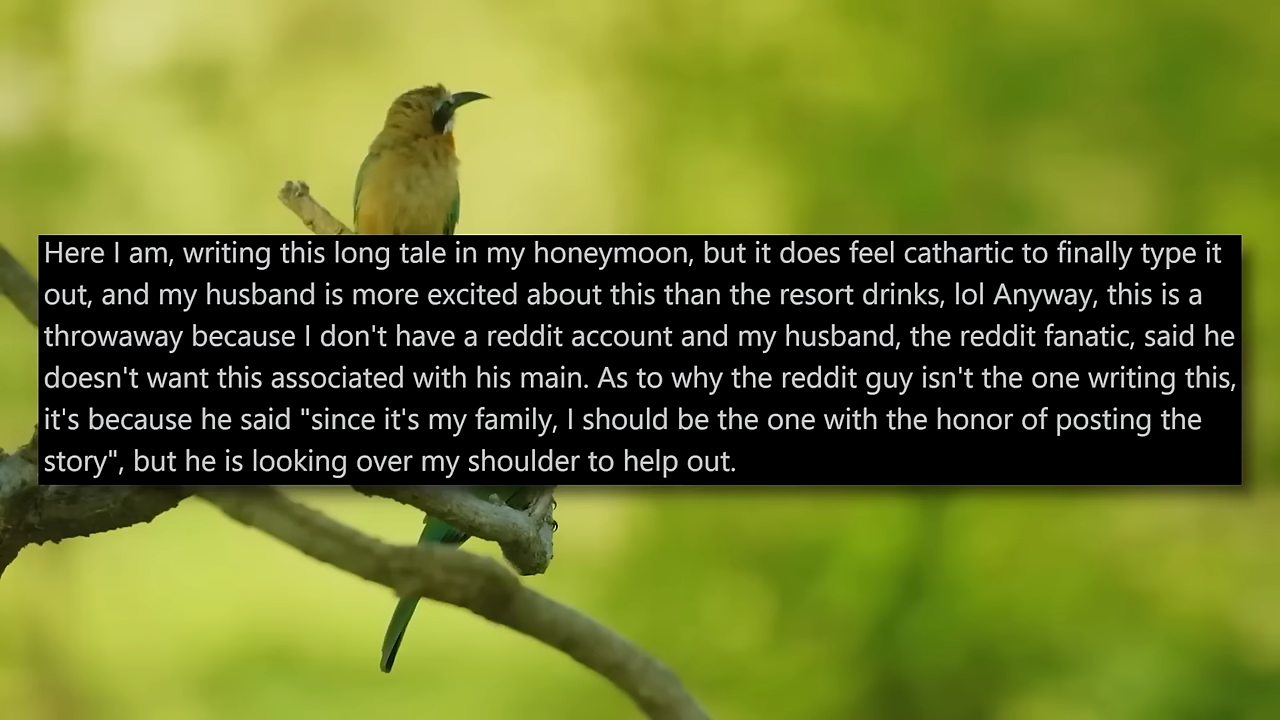 Here I am, writing this long tale in my honeymoon, but it does feel cathartic to finally type it
out, and my husband is more excited about this than the resort drinks, lol Anyway, this is a
throwaway because I don't have a reddit account and my husband, the reddit fanatic, said he
doesn't want this associated with his main. As to why the reddit guy isn't the one writing this,
it's because he said "since it's my family, I should be the one with the honor of posting the
story", but he is looking over my shoulder to help out.